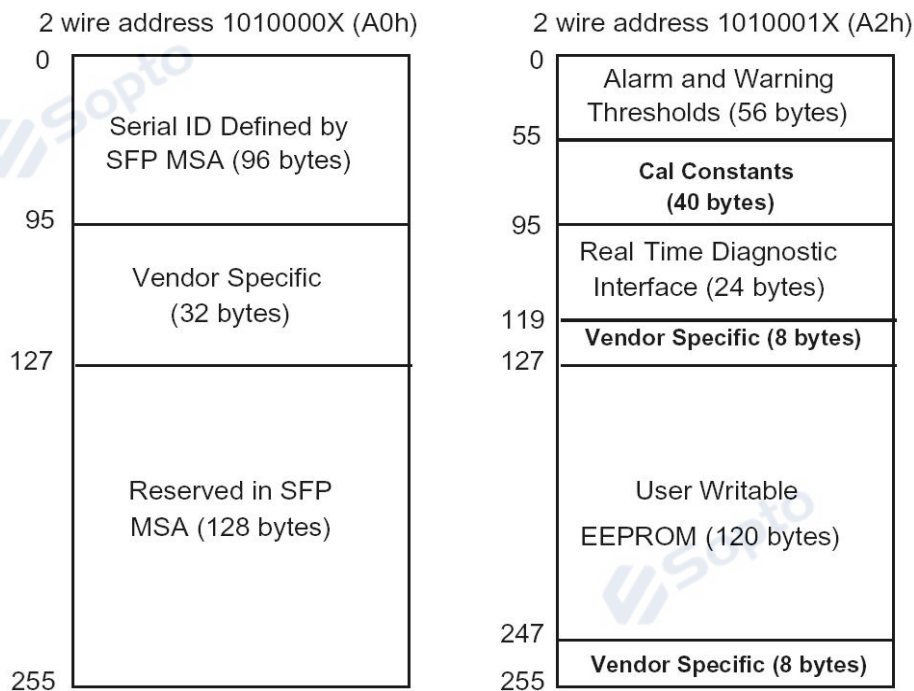 2 wire address 1010000X (A0h)
0
Serial ID Defined by
SFP MSA (96 bytes)
95
Vendor Specific
(32 bytes)
127
Reserved in SFP
MSA (128 bytes)
255
2 wire address 1010001X (A2h)
0
Alarm and Warning
Thresholds (56 bytes)
55
Cal Constants
(40 bytes)
95
Real Time Diagnostic
Interface (24 bytes)
119
Vendor Specific (8 bytes)
127
User Writable
EEPROM (120 bytes)
247
Vendor Specific (8 bytes)
255
Sopto
Sopto